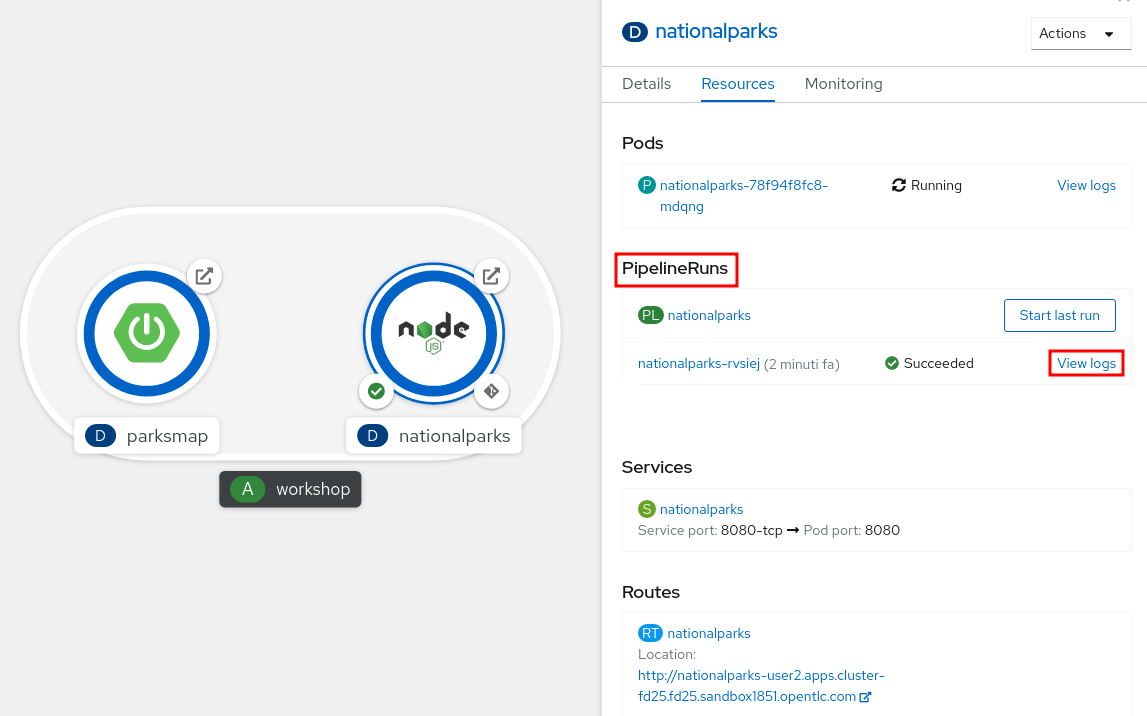 node
JS
D parksmap
D nationalparks
A workshop
D nationalparks
Actions
Details Resources Monitoring
Pods
P nationalparks-78f94f8fc8-
mdqng
Running
View logs
PipelineRuns
PL nationalparks
Start last run
nationalparks-rvsiej (2 minuti fa)
Succeeded
View logs
Services
S nationalparks
Service port: 8080-tcp → Pod port: 8080
Routes
RT nationalparks
Location:
http://nationalparks-user2.apps.cluster-
fd25.fd25.sandbox1851.opentlc.com